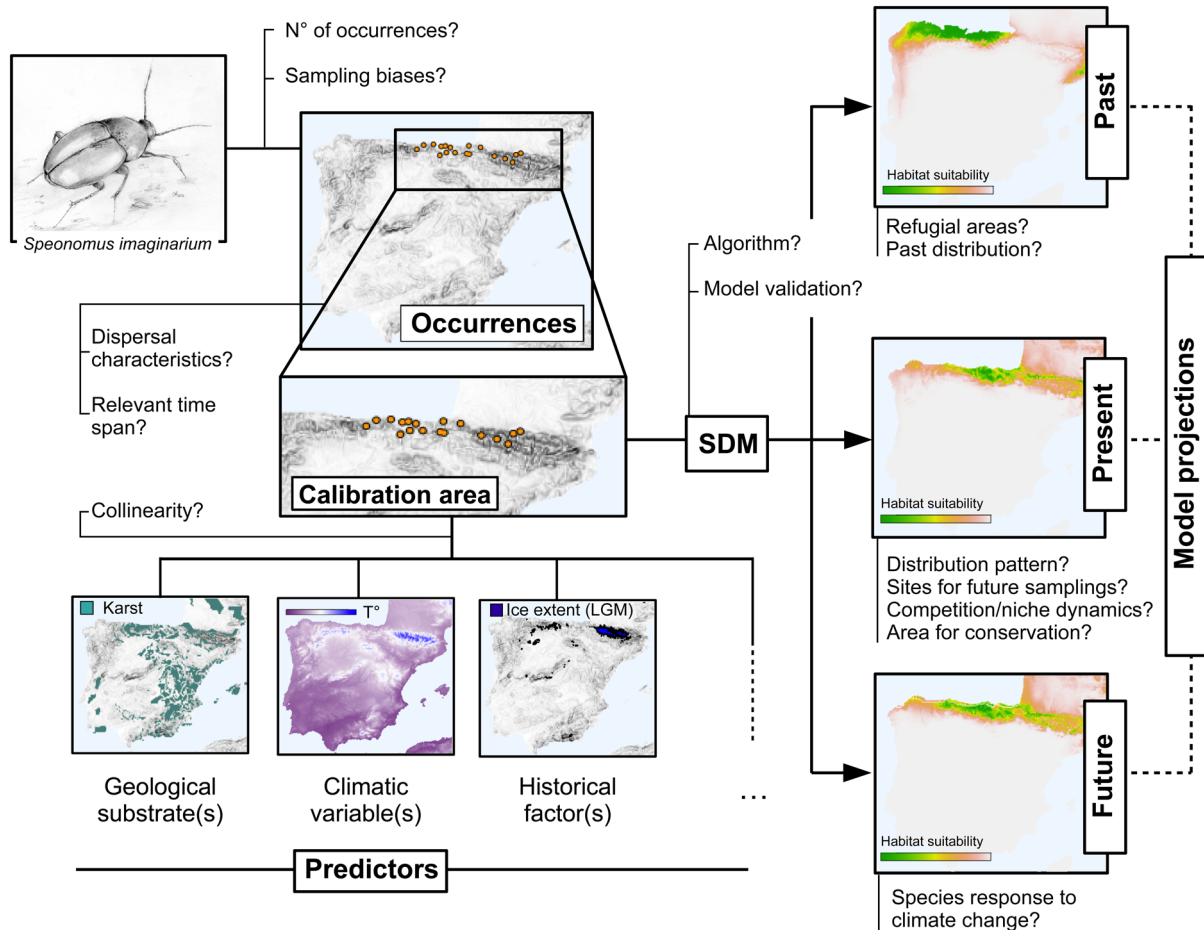 N° of occurrences?
Sampling biases?
Speonomus imaginarium
Occurrences
Dispersal
characteristics?
Relevant time
span?
Calibration area
Collinearity?
Karst
T°
Ice extent (LGM)
Geological
substrate(s)
Climatic
variable(s)
Historical
factor(s)
...
Predictors
Algorithm?
Model validation?
SDM
Habitat suitability
Past
Refugial areas?
Past distribution?
Habitat suitability
Present
Distribution pattern?
Sites for future samplings?
Competition/niche dynamics?
Area for conservation?
Habitat suitability
Future
Species response to
climate change?
Model projections